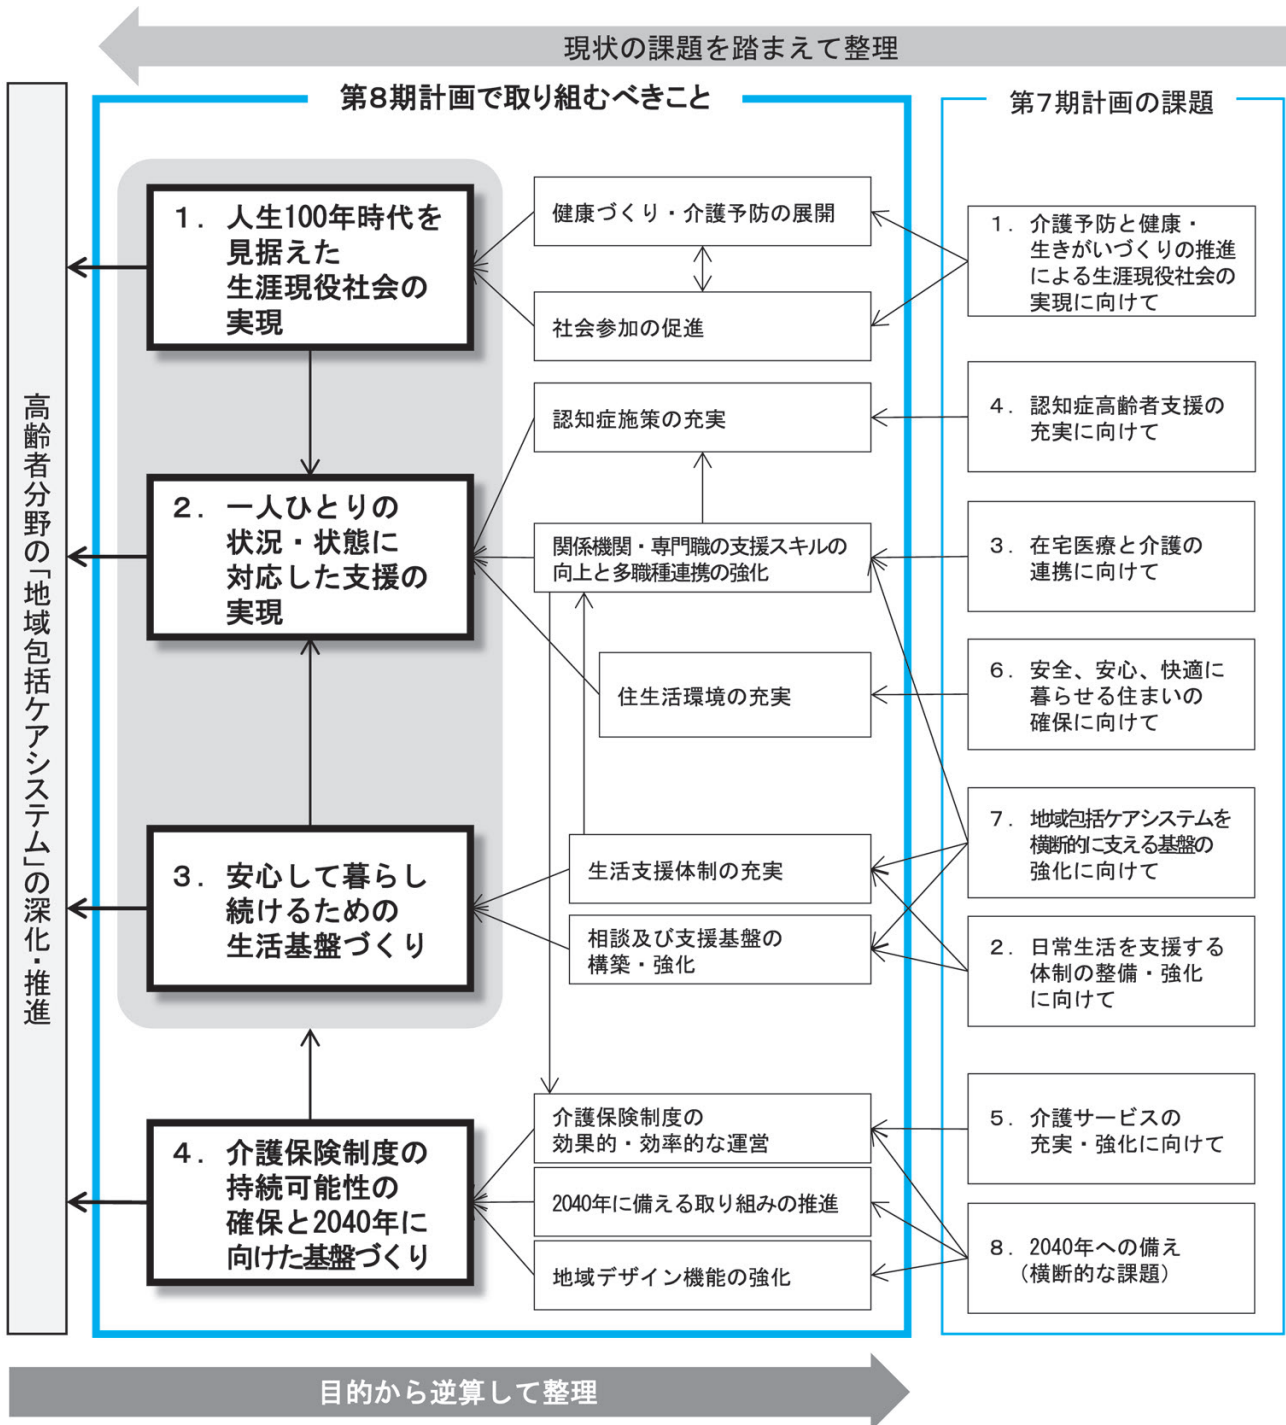 現状の課題を踏まえて整理
高齢者分野の「地域包括ケアシステム」の深化・推進
第8期計画で取り組むべきこと
1. 人生100年時代を
見据えた
生涯現役社会の
実現
2. 一人ひとりの
状況・状態に
対応した支援の
実現
3. 安心して暮らし
続けるための
生活基盤づくり
4. 介護保険制度の
持続可能性の
確保と2040年に
向けた基盤づくり
健康づくり・介護予防の展開
社会参加の促進
認知症施策の充実
関係機関・専門職の支援スキルの
向上と多職種連携の強化
住生活環境の充実
生活支援体制の充実
相談及び支援基盤の
構築・強化
介護保険制度の
効果的・効率的な運営
2040年に備える取り組みの推進
地域デザイン機能の強化
第7期計画の課題
1. 介護予防と健康・
生きがいづくりの推進
による生涯現役社会の
実現に向けて
4. 認知症高齢者支援の
充実に向けて
3. 在宅医療と介護の
連携に向けて
6. 安全、安心、快適に
暮らせる住まいの
確保に向けて
7. 地域包括ケアシステムを
横断的に支える基盤の
強化に向けて
2. 日常生活を支援する
体制の整備・強化
に向けて
5. 介護サービスの
充実・強化に向けて
8. 2040年への備え
（横断的な課題）
目的から逆算して整理